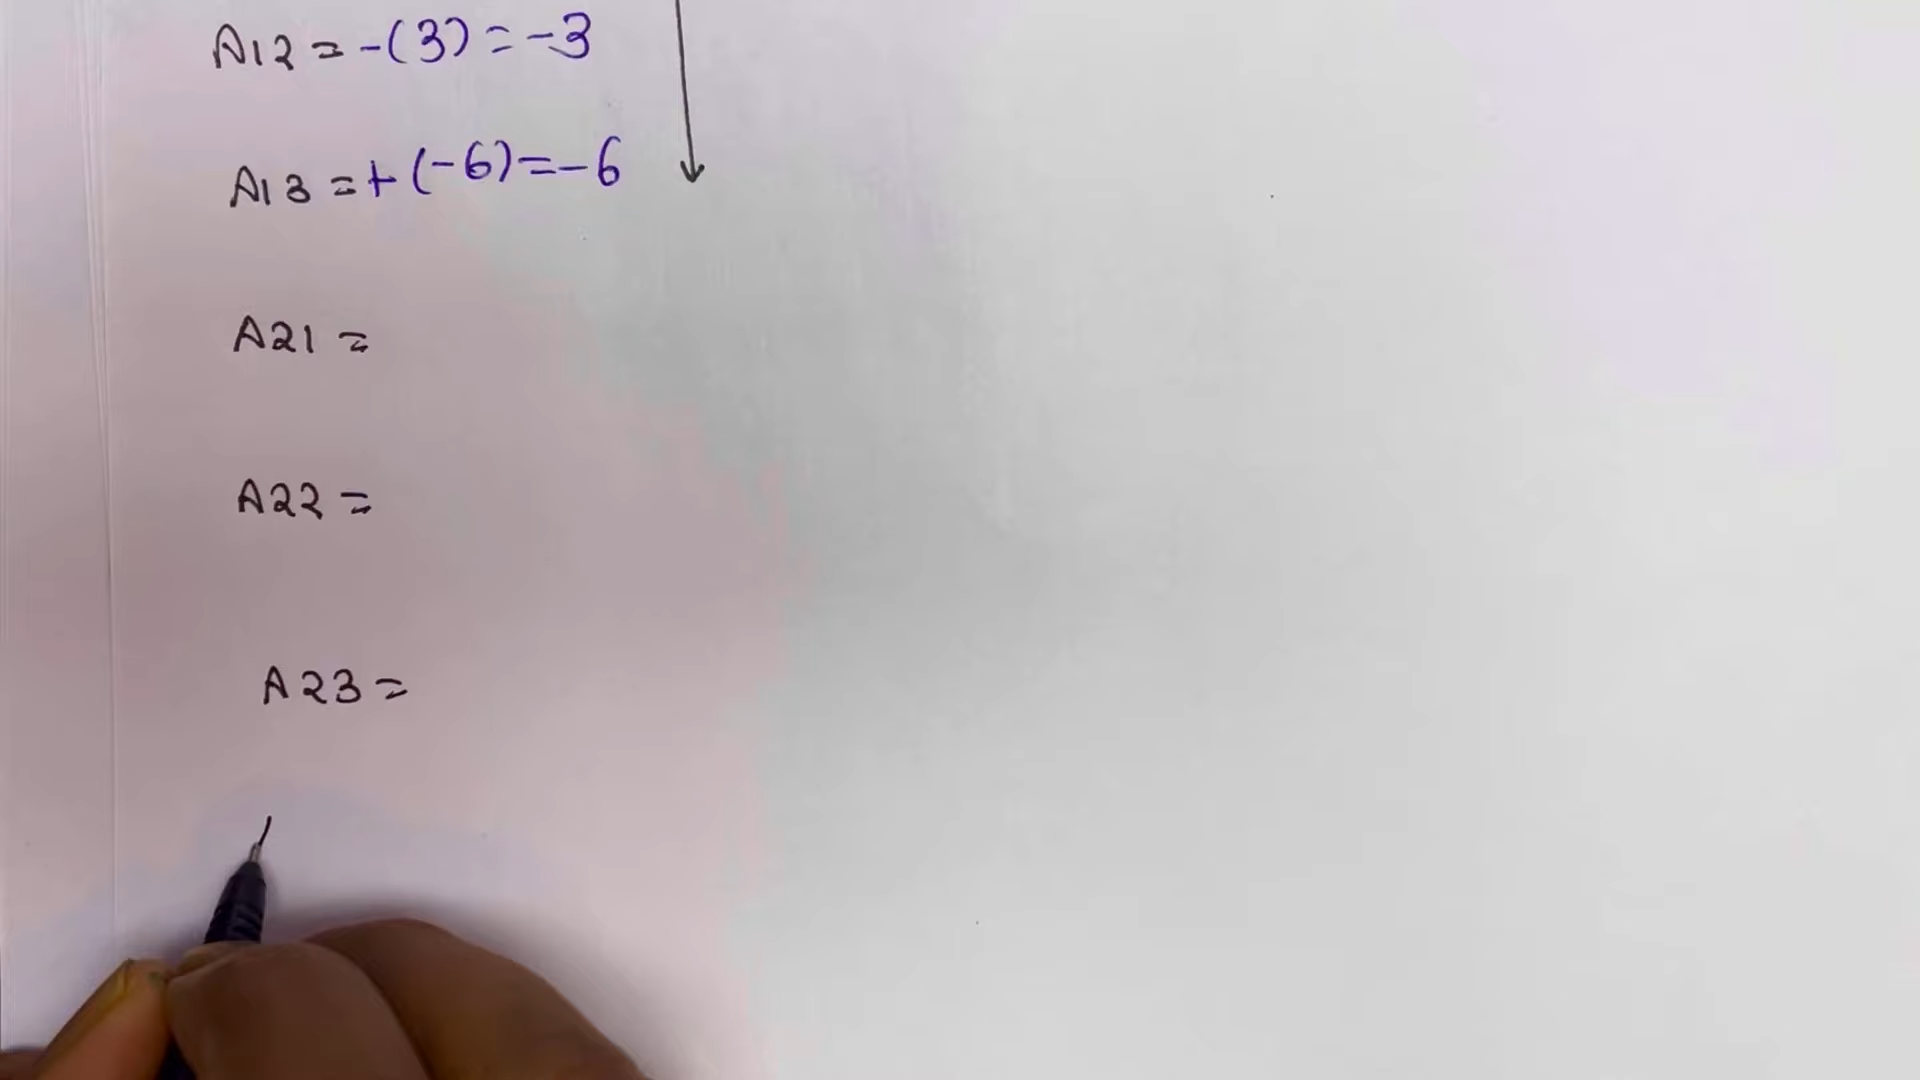 A12 = -(3) = -3
A13 = + (-6) = -6
A21 =
A22 =
A23 =